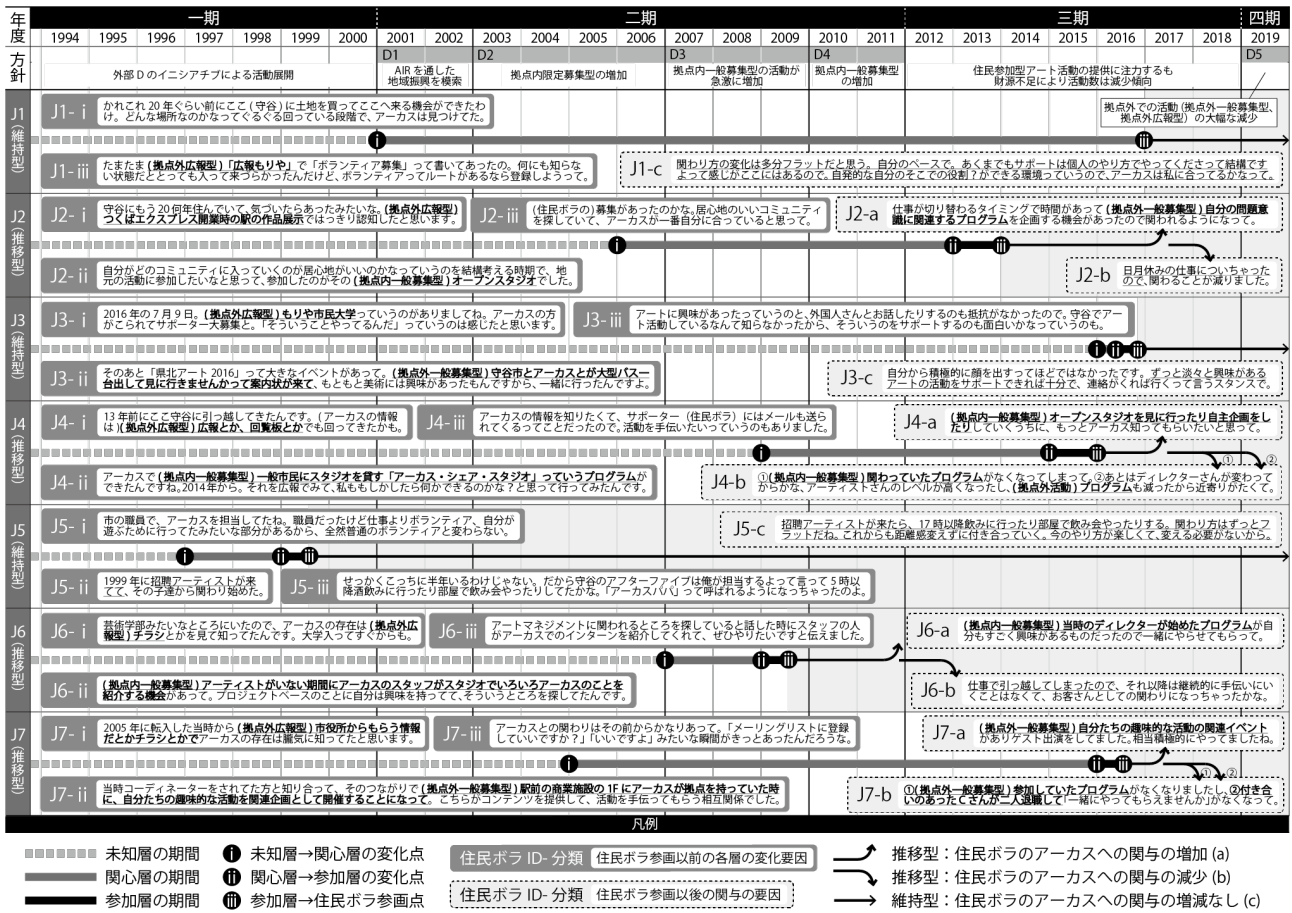 年度
一期
二期
三期
四期
1994 1995 1996 1997 1998 1999 2000 2001 2002 2003 2004 2005 2006 2007 2008 2009 2010 2011 2012 2013 2014 2015 2016 2017 2018 2019
方針
D1
D2
D3
D4
D5
外部 D のイニシアチブによる活動展開
AIR を通した
地域振興を模索
拠点内限定募集型の増加
拠点内一般募集型の活動が
急激に増加
拠点内一般募集型
の増加
住民参加型アート活動の提供に注力するも
財源不足により活動数は減少傾向
拠点外での活動 (拠点外一般募集型、
拠点外広報型) の大幅な減少
J1(維持型)
J1- i
かれこれ 20 年ぐらい前にここ ( 守谷 ) に土地を買ってここへ来る機会ができたわ
け。どんな場所なのかなってぐるぐる回っている段階で、アーカスは見つけてた。
i
iii
J1- iii
たまたま (拠点外広報型)「広報もりや」で「ボランティア募集」って書いてあったの。何にも知らな
い状態だととっても入って来づらかったんだけど、ボランティアってルートがあるなら登録しようって。
J1-c
関わり方の変化は多分フラットだと思う。自分のペースで。あくまでもサポートは個人のやり方でやってくださって結構です
よって感じがここにはあるので。自発的な自分のその役割?ができる環境っていうので、アーカスは私に合ってるかなって。
J2(推移型)
J2- i
守谷にもう 20 何年住んでいて、気づいたらあったみたいな。(拠点外広報型)
つくばエクスプレス開業時の駅の作品展示ではっきり認知したと思います。
J2- iii
(住民ボラの) 募集があったのかな。居心地のいいコミュニティ
を探していて、アーカスが一番自分に合っていると思って。
J2-a
仕事が切り替わるタイミングで時間があって (拠点外一般募集型) 自分の問題意
識に関連するプログラムを企画する機会があったので関われるようになって。
i
ii
iii
J2- ii
自分がどのコミュニティに入っていくのが居心地がいいのかなっていうのを結構考える時期で、地
元の活動に参加したいなと思って、参加したのがその (拠点内一般募集型) オープンスタジオでした。
J2-b
日月休みの仕事についちゃった
ので、関わることが減りました。
J3(維持型)
J3- i
2016 年の 7 月 9 日。(拠点外広報型) もりや市民大学っていうのがありましてね。アーカスの方
がこられてサポーター大募集と。「そういうことやってるんだ」っていうのは感じたと思います。
J3- iii
アートに興味があったっていうのと、外国人さんとお話したりするのも抵抗がなかったので。守谷でアー
ト活動しているなんて知らなかったから、そういうのをサポートするのも面白いかなっていうのも。
i
ii
iii
J3- ii
そのあと「県北アート 2016」って大きなイベントがあって。(拠点外一般募集型) 守谷市とアーカスとが大型バス一
台出して見に行きませんかって案内状が来て、もともと美術には興味があったもんですから、一緒に行ったんですよ。
J3-c
自分から積極的に顔を出すってほどではなかったです。ずっと淡々と興味がある
アートの活動をサポートできれば十分で、連絡がくれば行くって言うスタンスで。
J4(推移型)
J4- i
13 年前にここ守谷に引っ越してきたんです。( アーカスの情報
は )(拠点外広報型) 広報とか、回覧板とかでも回ってきたかも。
J4- iii
アーカスの情報を知りたくて、サポーター (住民ボラ) にはメールも送ら
れてくるってことだったので。活動を手伝いたいっていうのもありました。
J4-a
(拠点内一般募集型) オープンスタジオを見に行ったり自主企画をし
たりしていくうちに、もっとアーカス知ってもらいたいと思って。
i
ii
iii
①
②
J4- ii
アーカスで (拠点内一般募集型) 一般市民にスタジオを貸す「アーカス・シェア・スタジオ」っていうプログラムが
できたんですね。2014年から。それを広報でみて、私ももしかしたら何かできるのかな?と思って行ってみたんです。
J4-b
①(拠点内一般募集型) 関わっていたプログラムがなくなってしまって。②あとはディレクターさんが変わって
からかな、アーティストさんのレベルが高くなったし、(拠点外活動) プログラムも減ったから近寄りがたくて。
J5(維持型)
J5- i
市の職員で、アーカスを担当してたね。職員だったけど仕事よりボランティア、自分が
遊ぶために行ってたみたいな部分があるから、全然普通のボランティアと変わらない。
J5-c
招聘アーティストが来たら、17 時以降飲みに行ったり部屋で飲み会やったりする。関わり方はずっとフ
ラットだね。これからも距離感変えずに付き合っていく。今のやり方が楽しくて、変える必要がないから。
i
ii
iii
J5- ii
1999 年に招聘アーティストが来
てて、その子達から関わり始めた。
J5- iii
せっかくこっちに半年いるわけじゃない。だから守谷のアフターファイブは俺が担当するよって言って 5 時以
降酒飲みに行ったり部屋で飲み会やったりしてたかな。「アーカスパパ」って呼ばれるようになっちゃったのよ。
J6(推移型)
J6- i
芸術学部みたいなところにいたので、アーカスの存在は (拠点外広
報型) チラシとかを見て知ってたんです。大学入ってすぐからも。
J6- iii
アートマネジメントに関われるところを探していると話した時にスタッフの人
がアーカスでのインターンを紹介してくれて、ぜひやりたいですと伝えました。
J6-a
(拠点内一般募集型) 当時のディレクターが始めたプログラムが自
分もすごく興味があるものだったので一緒にやらせてもらって。
i
ii
iii
J6- ii
(拠点内一般募集型) アーティストがいない期間にアーカスのスタッフがスタジオでいろいろアーカスのことを
紹介する機会があって。プロジェクトベースのことに自分は興味を持ってて、そういうところを探してたんです。
J6-b
仕事で引っ越してしまったので、それ以降は継続的に手伝いにい
くことはなくて、お客さんとしての関わりになっちゃったかな。
J7(推移型)
J7- i
2005 年に転入した当時から (拠点外広報型) 市役所からもらう情報
だとかチラシとかでアーカスの存在は朧気に知ってたと思います。
J7- iii
アーカスとの関わりはその前からかなりあって。「メーリングリストに登録
していいですか?」「いいですよ」みたいな瞬間がきっとあったんだろうな。
J7-a
(拠点外一般募集型) 自分たちの趣味的な活動の関連イベント
がありゲスト出演をしてました。相当積極的にやってましたね。
i
ii
iii
①
②
J7- ii
当時コーディネーターをされてた方と知り合って、そのつながりで (拠点外一般募集型) 駅前の商業施設の 1F にアーカスが拠点を持っていた時
に、自分たちの趣味的な活動を関連企画として開催することになって。こちらがコンテンツを提供して、活動を手伝ってもらう相互関係でした。
J7-b
①(拠点外一般募集型) 参加していたプログラムがなくなりましたし、②付き合
いのあった C さんが二人退職して「一緒にやってもらえませんか」がなくなって。
凡例
未知層の期間
i 未知層→関心層の変化点
住民ボラ ID- 分類 住民ボラ参画以前の各層の変化要因
推移型:住民ボラのアーカスへの関与の増加 (a)
関心層の期間
ii 関心層→参加層の変化点
推移型:住民ボラのアーカスへの関与の減少 (b)
参加層の期間
iii 参加層→住民ボラ参画点
住民ボラ ID- 分類 住民ボラ参画以後の関与の要因
維持型:住民ボラのアーカスへの関与の増減なし (c)